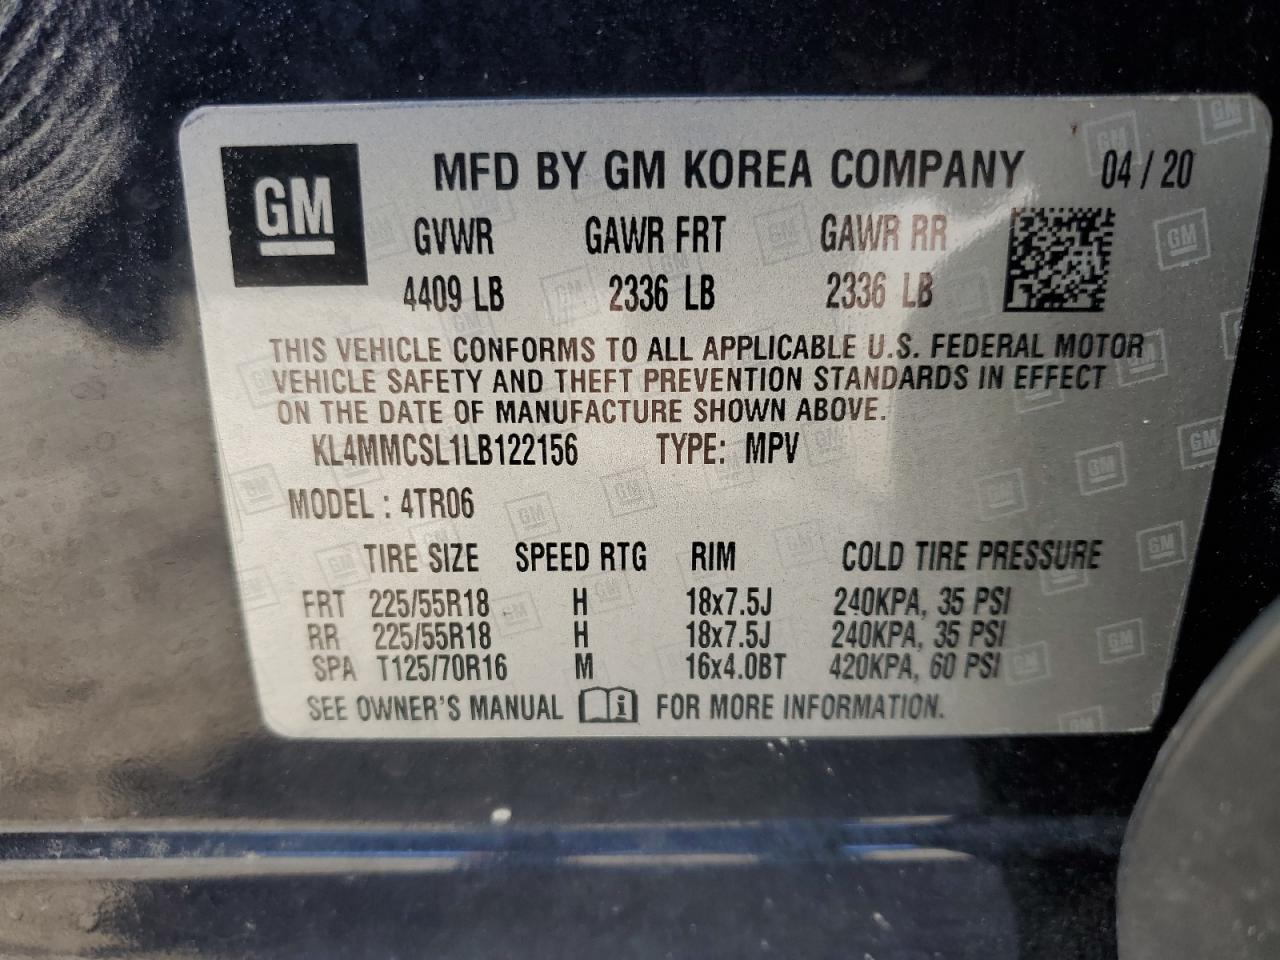 GM
MFD BY GM KOREA COMPANY 04/20
GVWR GAWR FRT GAWR RR
4409 LB 2336 LB 2336 LB
THIS VEHICLE CONFORMS TO ALL APPLICABLE U.S. FEDERAL MOTOR
VEHICLE SAFETY AND THEFT PREVENTION STANDARDS IN EFFECT
ON THE DATE OF MANUFACTURE SHOWN ABOVE.
KL4MMCSL1LB122156 TYPE: MPV
MODEL : 4TR06
TIRE SIZE SPEED RTG RIM COLD TIRE PRESSURE
FRT 225/55R18 H 18x7.5J 240KPA, 35 PSI
RR 225/55R18 H 18x7.5J 240KPA, 35 PSI
SPA T125/70R16 M 16x4.0BT 420KPA, 60 PSI
SEE OWNER'S MANUAL i FOR MORE INFORMATION.